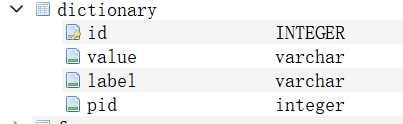 dictionary
id INTEGER
value varchar
label varchar
pid integer